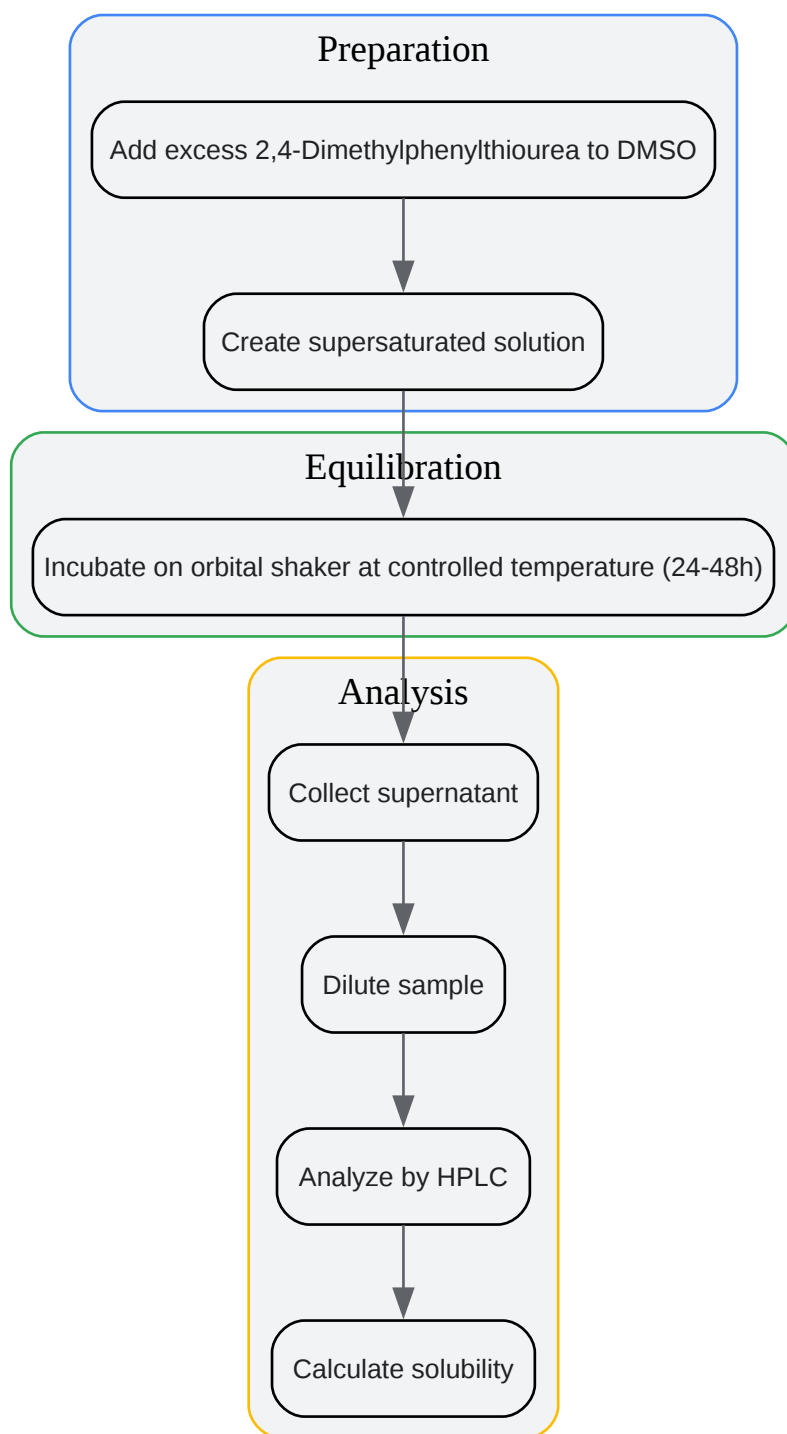 Preparation
Add excess 2,4-Dimethylphenylthiourea to DMSO
Create supersaturated solution
Equilibration
Incubate on orbital shaker at controlled temperature (24-48h)
Analysis
Collect supernatant
Dilute sample
Analyze by HPLC
Calculate solubility